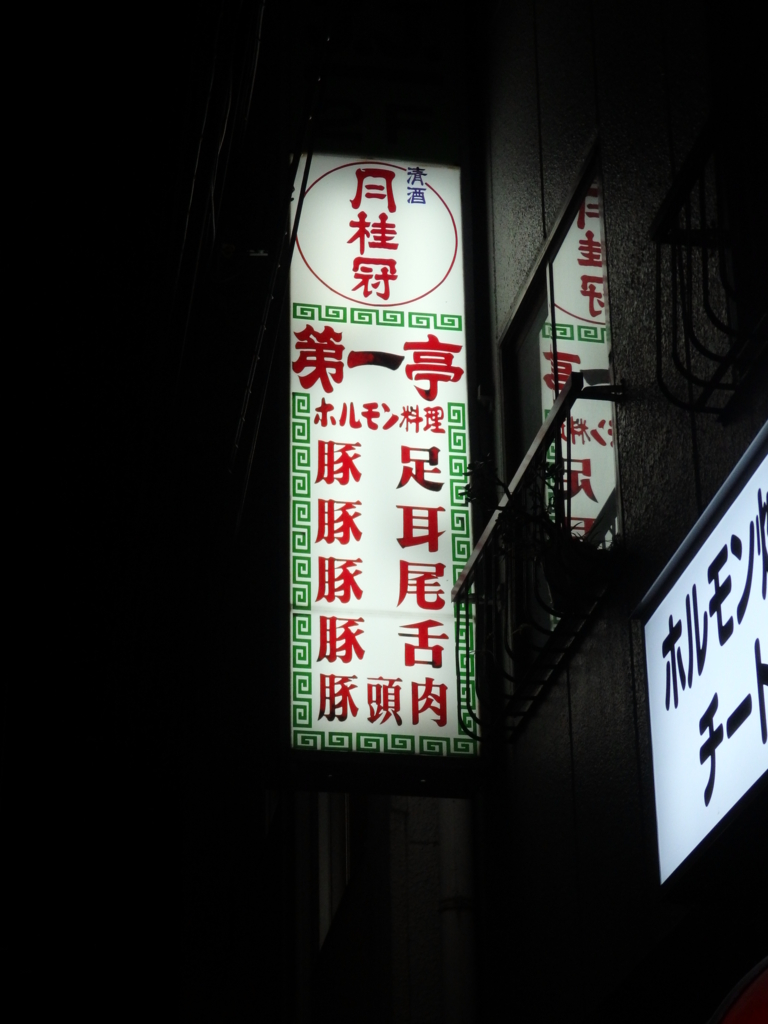 清酒
月桂冠
第一亭
ホルモン料理
豚足
豚耳
豚尾
豚舌
豚頭肉
ホルモン
チート